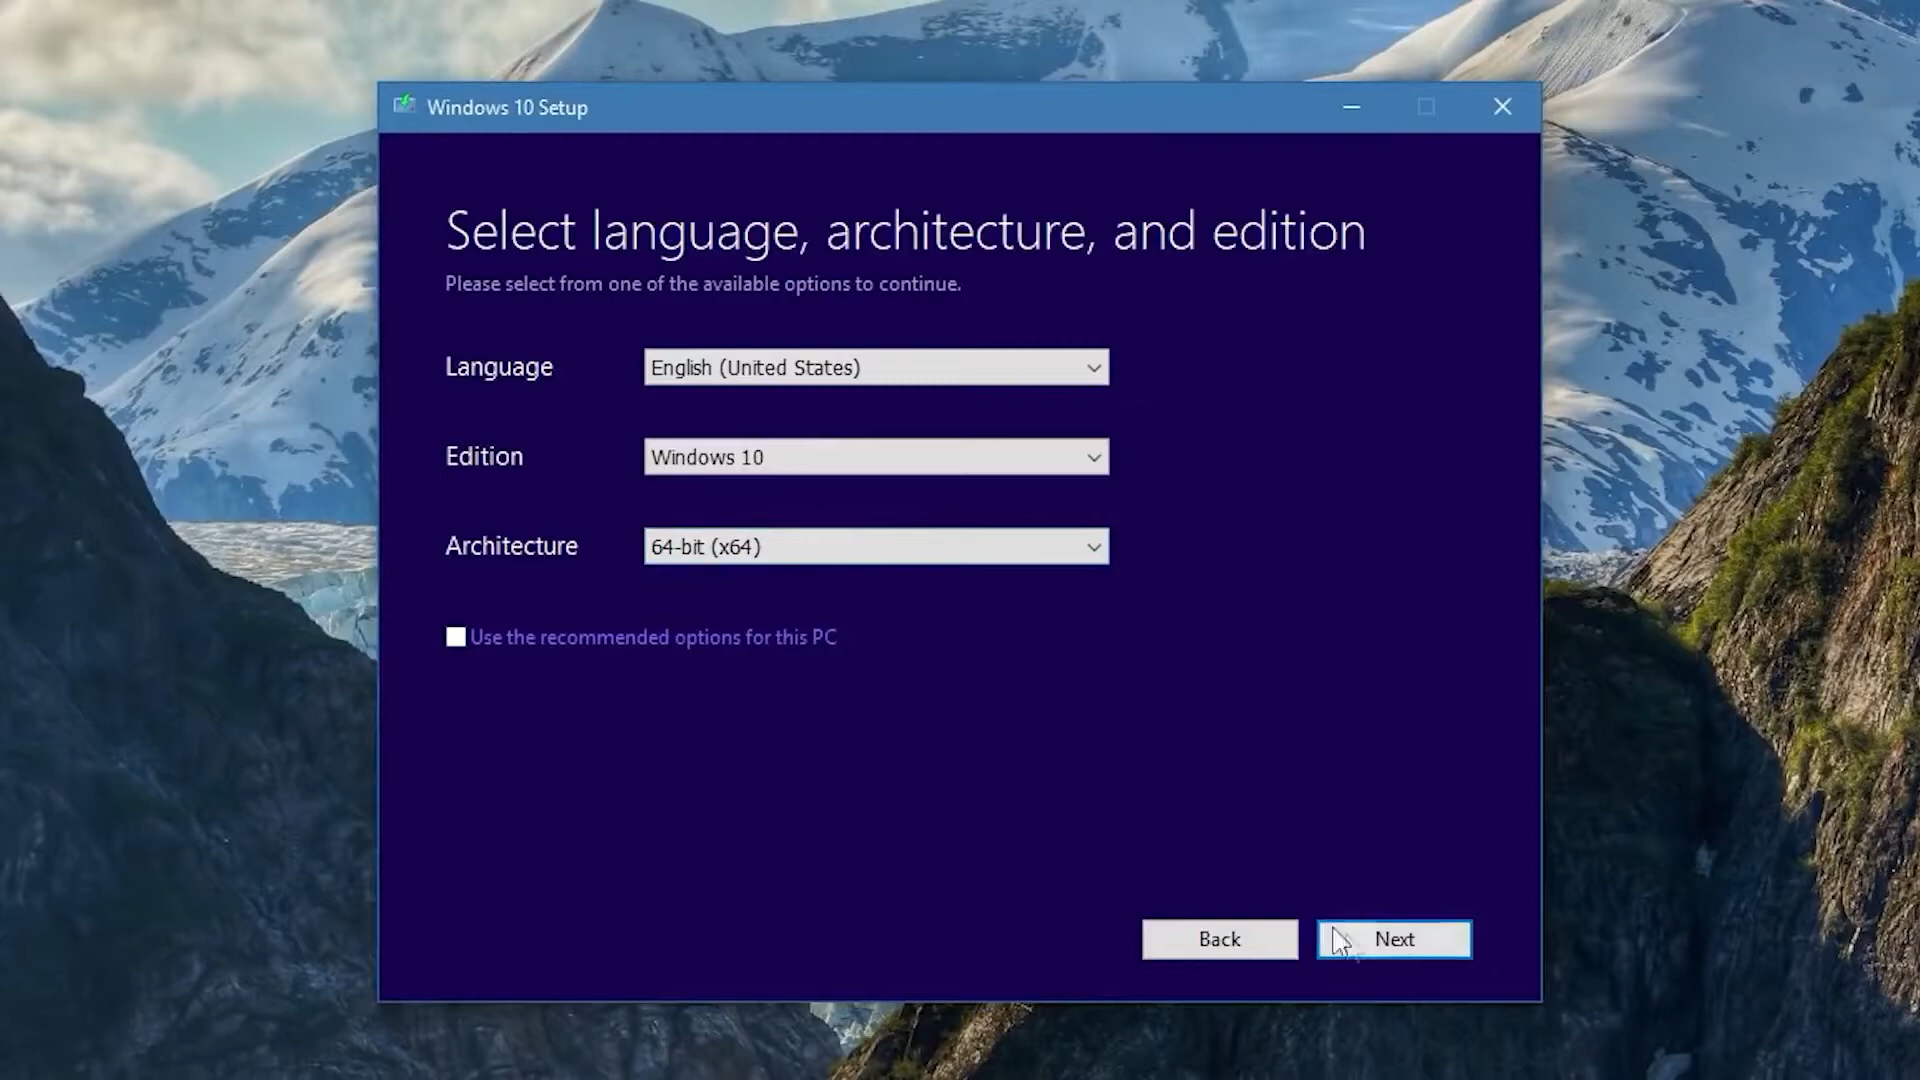 Windows 10 Setup
Select language, architecture, and edition
Please select from one of the available options to continue.
Language
English (United States)
Edition
Windows 10
Architecture
64-bit (x64)
Use the recommended options for this PC
Back
Next